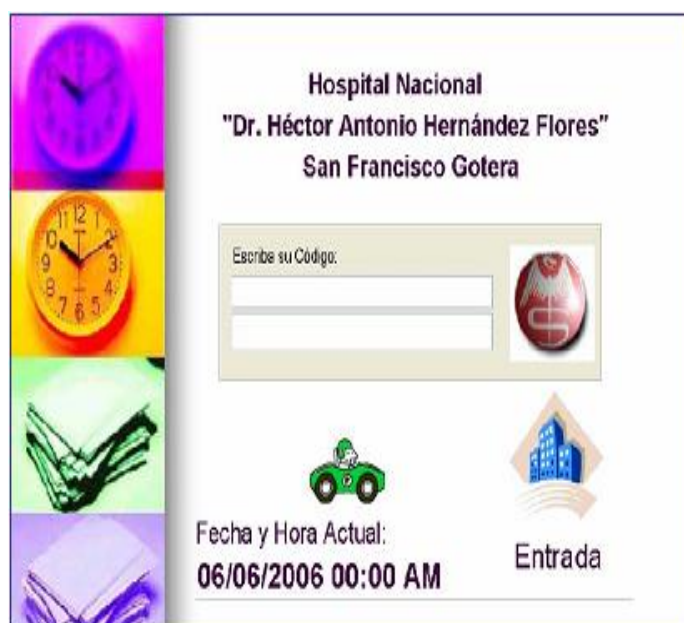 Hospital Nacional
"Dr. Héctor Antonio Hernández Flores"
San Francisco Gotera
Escriba su Código:
Fecha y Hora Actual:
06/06/2006 00:00 AM
Entrada